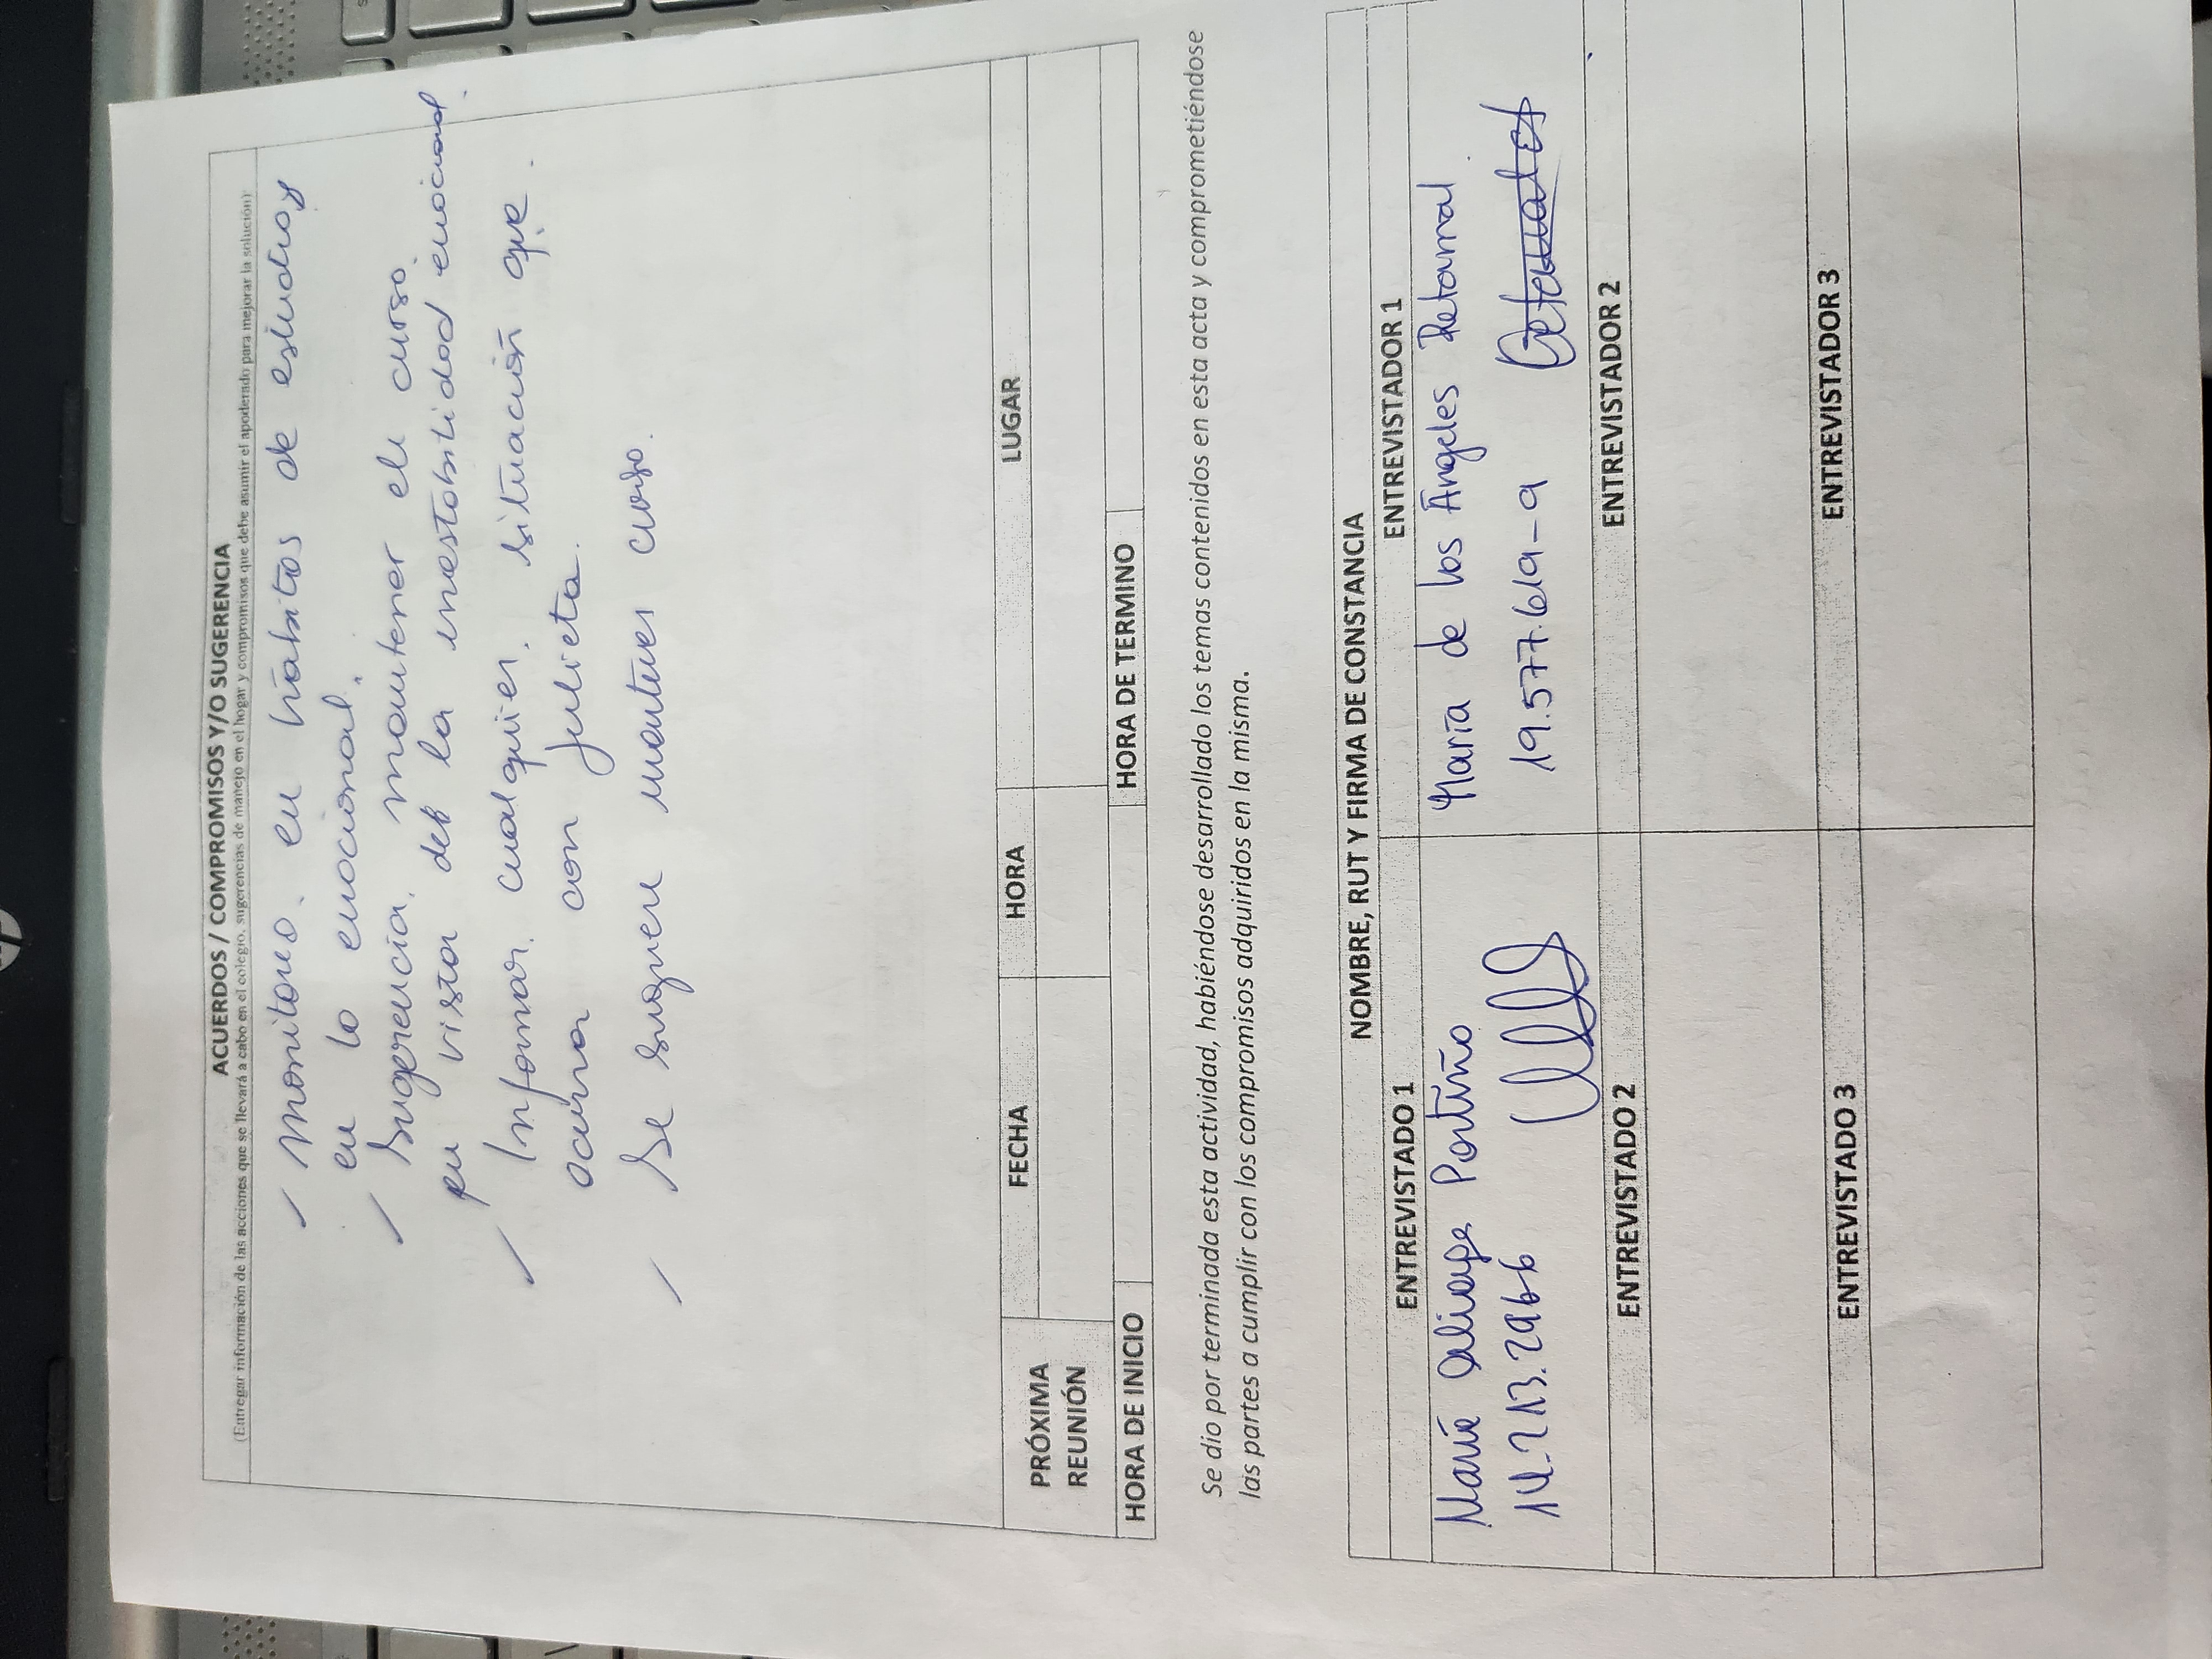 ACUERDOS / COMPROMISOS Y/O SUGERENCIA
(Entregar información de las acciones que se llevará a cabo en el colegio, sugerencias de manejo en el hogar y compromisos que debe asumir el apoderado para mejorar la solución)
/ Monitoreo en hábitos de estudios y
en lo emocional.
/ Sugerencia mantener el curso.
en vista deb la inestabilidad emocional.
/ Informar cualquier situación que
ocurra con Julieta.
/ Se sugiere mantener curso.
PRÓXIMA REUNIÓN FECHA HORA LUGAR
HORA DE INICIO HORA DE TERMINO
Se dio por terminada esta actividad, habiéndose desarrollado los temas contenidos en esta acta y comprometiéndose
las partes a cumplir con los compromisos adquiridos en la misma.
NOMBRE, RUT Y FIRMA DE CONSTANCIA
ENTREVISTADO 1 ENTREVISTADOR 1
María Aliaga Portiño María de los Ángeles Retamal
14.213.296-6 19.577.619-9
ENTREVISTADO 2 ENTREVISTADOR 2
ENTREVISTADO 3 ENTREVISTADOR 3